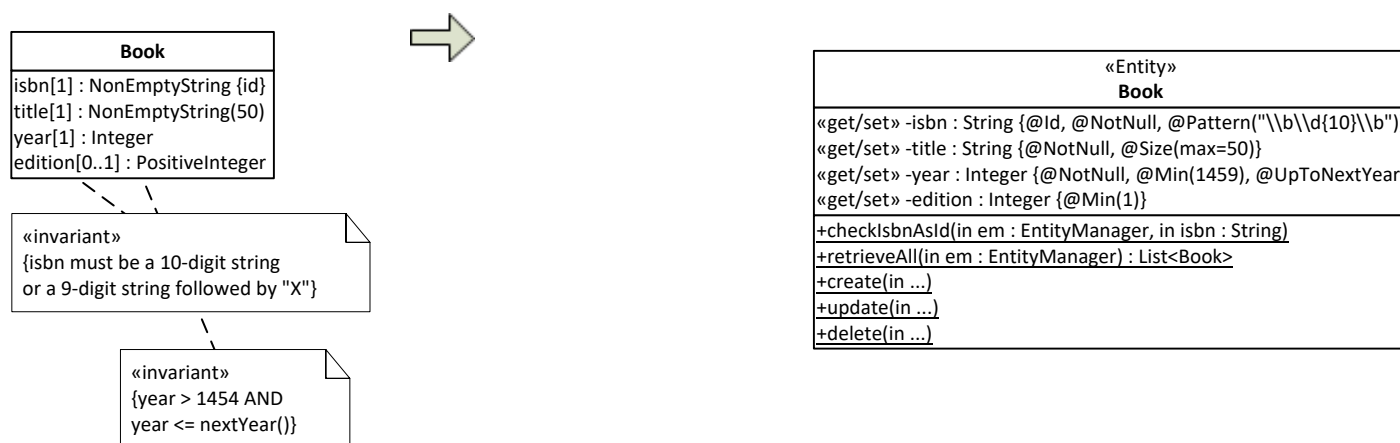 Book
isbn[1] : NonEmptyString {id}
title[1] : NonEmptyString(50)
year[1] : Integer
edition[0..1] : PositiveInteger
«invariant»
{isbn must be a 10-digit string
or a 9-digit string followed by "X"}
«invariant»
{year > 1454 AND
year <= nextYear()}
«Entity»
Book
«get/set» -isbn : String {@Id, @NotNull, @Pattern("\\b\\d{10}\\b")
«get/set» -title : String {@NotNull, @Size(max=50)}
«get/set» -year : Integer {@NotNull, @Min(1459), @UpToNextYear
«get/set» -edition : Integer {@Min(1)}
+checkIsbnAsId(in em : EntityManager, in isbn : String)
+retrieveAll(in em : EntityManager) : List<Book>
+create(in ...)
+update(in ...)
+delete(in ...)